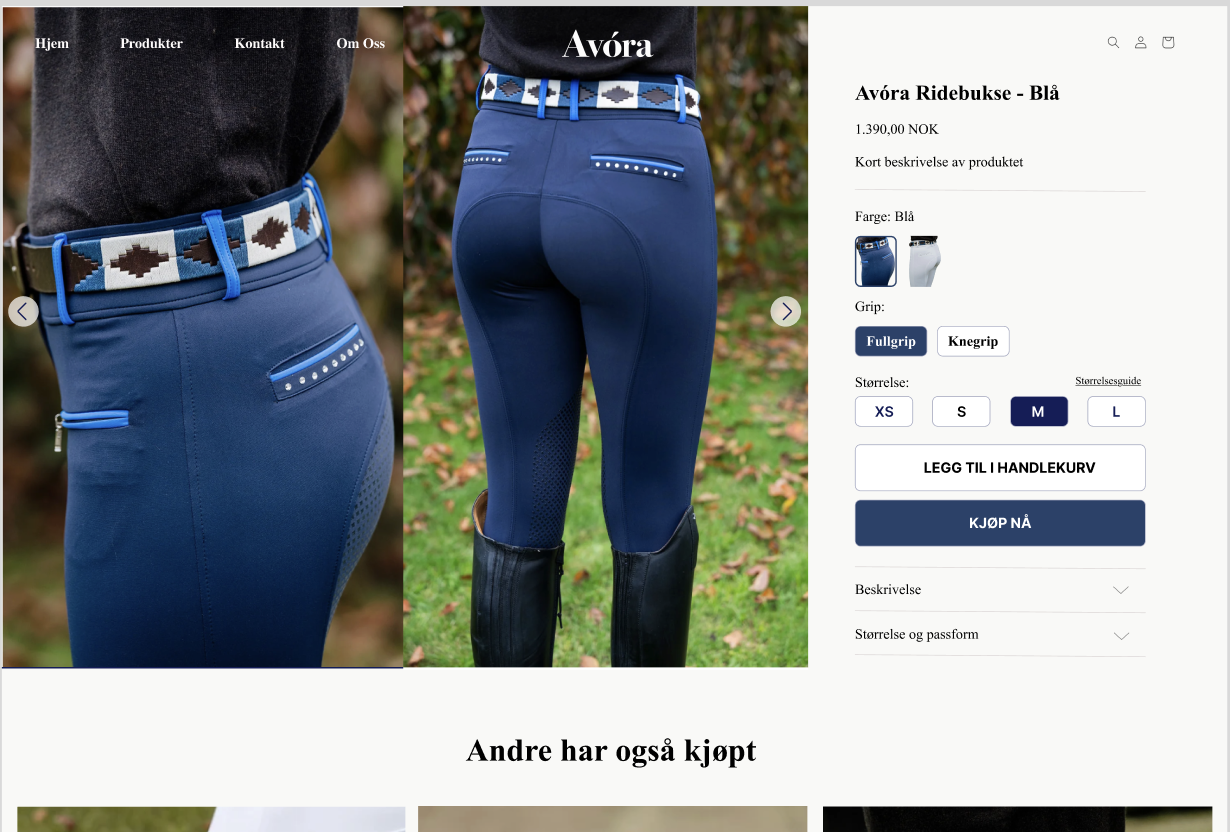 Hjem Produkter Kontakt Om Oss
Avóra
Avóra Ridebukse - Blå
1.390,00 NOK
Kort beskrivelse av produktet
Farge: Blå
Grip:
Fullgrip Knegrip
Størrelse: Størrelsesguide
XS S M L
LEGG TIL I HANDLEKURV
KJØP NÅ
Beskrivelse
Størrelse og passform
Andre har også kjøpt